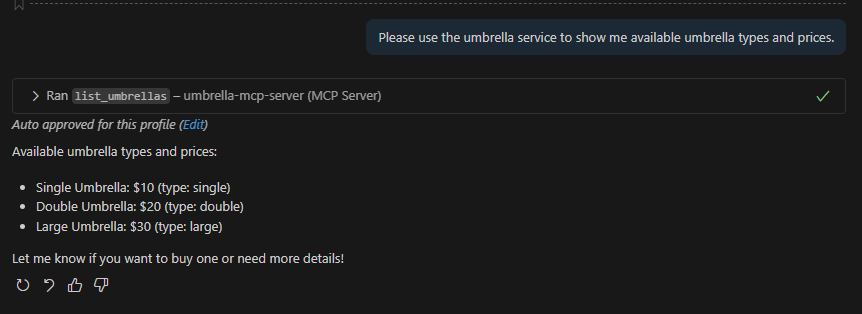 Please use the umbrella service to show me available umbrella types and prices.
Ran list_umbrellas – umbrella-mcp-server (MCP Server)
Auto approved for this profile (Edit)
Available umbrella types and prices:
Single Umbrella: $10 (type: single)
Double Umbrella: $20 (type: double)
Large Umbrella: $30 (type: large)
Let me know if you want to buy one or need more details!